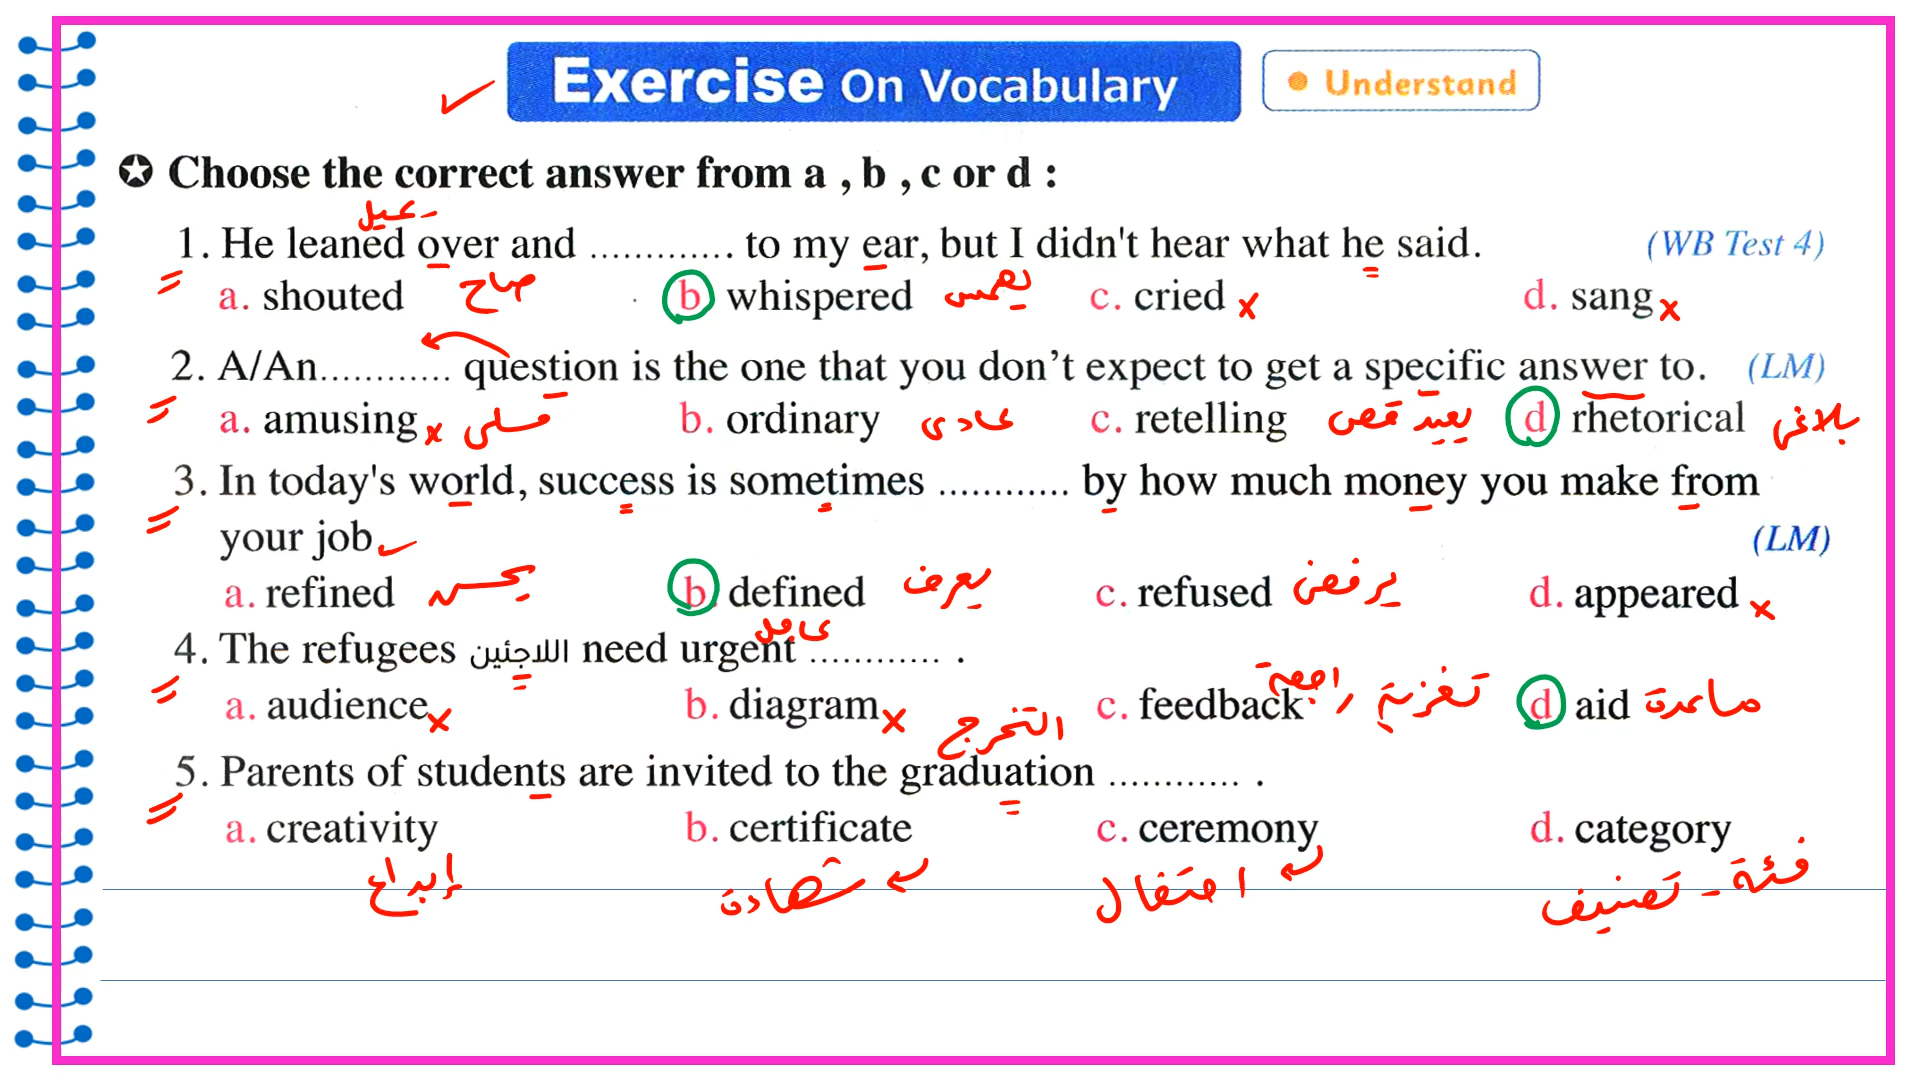 Exercise On Vocabulary
Understand
Choose the correct answer from a , b , c or d :
يميل
1. He leaned over and ............. to my ear, but I didn't hear what he said. (WB Test 4)
a. shouted صاح b. whispered يهمس c. cried x d. sang x
2. A/An............ question is the one that you don't expect to get a specific answer to. (LM)
a. amusing x مسلى b. ordinary عادى c. retelling يعيد قص d. rhetorical بلاغى
3. In today's world, success is sometimes ............ by how much money you make from
your job. (LM)
a. refined يحسن b. defined يعرف c. refused يرفض d. appeared x
عاجل
4. The refugees اللاجئين need urgent ............ .
a. audience x b. diagram x c. feedback تغزية راجعة d. aid مساعدة
التخرج
5. Parents of students are invited to the graduation ............ .
a. creativity b. certificate c. ceremony d. category
إبداع شهادة احتفال فئة - تصنيف